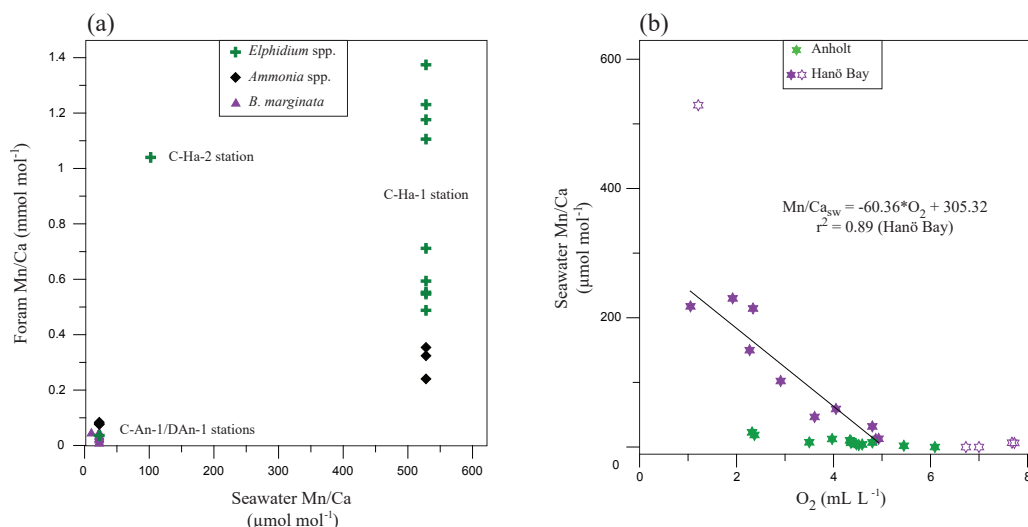 (a)
Elphidium spp.
Ammonia spp.
B. marginata
1.4
1.2
1
0.8
0.6
0.4
0.2
0
Foram Mn/Ca (mmol mol⁻¹)
C-Ha-2 station
C-Ha-1 station
C-An-1/DAn-1 stations
0 100 200 300 400 500 600
Seawater Mn/Ca
(µmol mol⁻¹)
(b)
Anholt
Hanö Bay
600
400
200
0
Seawater Mn/Ca
(µmol mol⁻¹)
Mn/Ca_sw = -60.36*O₂ + 305.32
r² = 0.89 (Hanö Bay)
0 2 4 6 8
O₂ (mL L⁻¹)